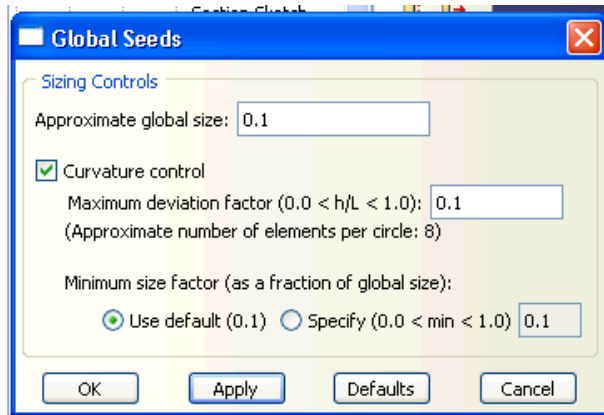 Section Sketch
Global Seeds
Sizing Controls
Approximate global size: 0.1
Curvature control
Maximum deviation factor (0.0 < h/L < 1.0): 0.1
(Approximate number of elements per circle: 8)
Minimum size factor (as a fraction of global size):
Use default (0.1) Specify (0.0 < min < 1.0) 0.1
OK Apply Defaults Cancel